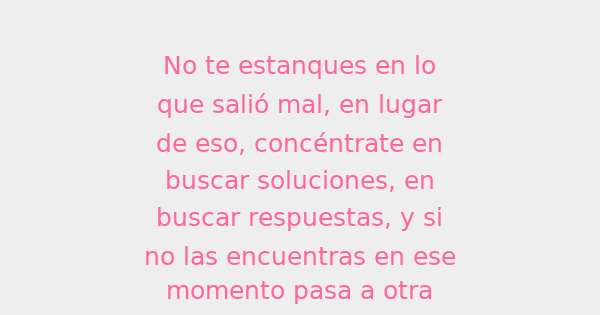 No te estanques en lo
que salió mal, en lugar
de eso, concéntrate en
buscar soluciones, en
buscar respuestas, y si
no las encuentras en ese
momento pasa a otra